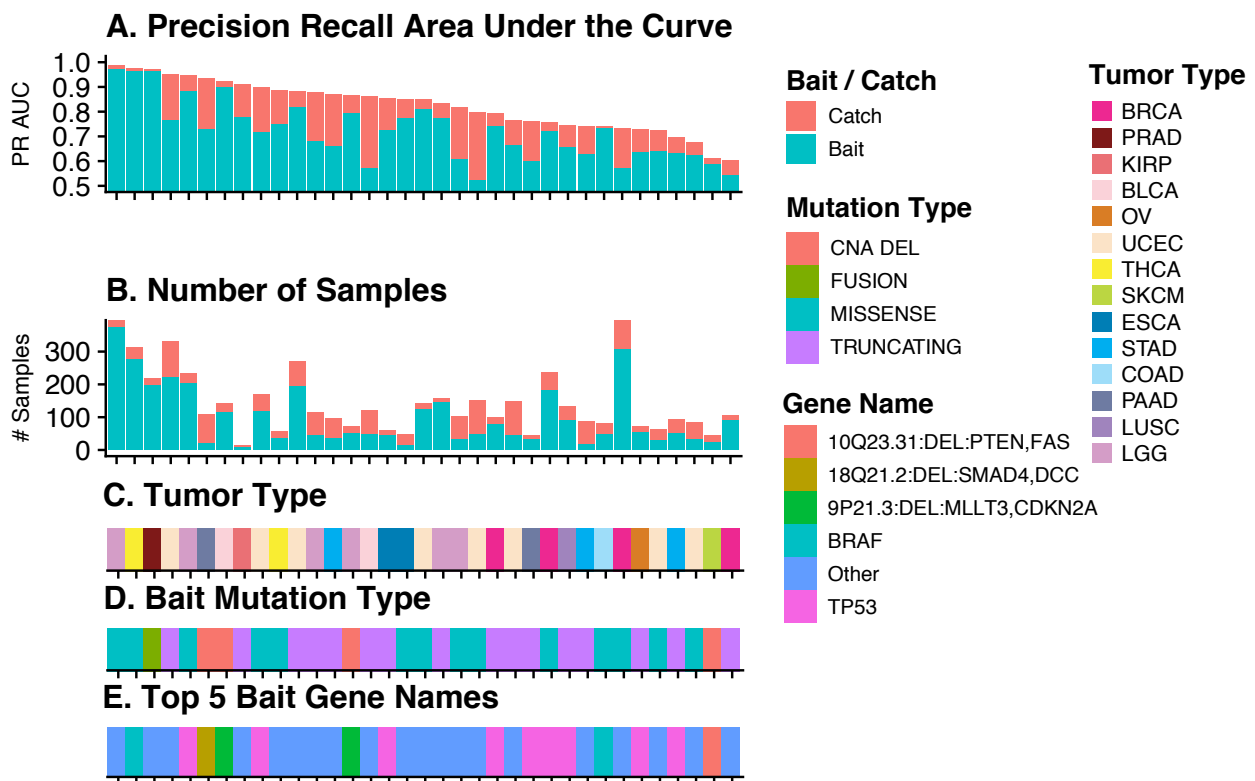 A. Precision Recall Area Under the Curve
PR AUC
1.0
0.9
0.8
0.7
0.6
0.5
B. Number of Samples
# Samples
300
200
100
0
C. Tumor Type
D. Bait Mutation Type
E. Top 5 Bait Gene Names
Bait / Catch
Catch
Bait
Mutation Type
CNA DEL
FUSION
MISSENSE
TRUNCATING
Gene Name
10Q23.31:DEL:PTEN,FAS
18Q21.2:DEL:SMAD4,DCC
9P21.3:DEL:MLLT3,CDKN2A
BRAF
Other
TP53
Tumor Type
BRCA
PRAD
KIRP
BLCA
OV
UCEC
THCA
SKCM
ESCA
STAD
COAD
PAAD
LUSC
LGG